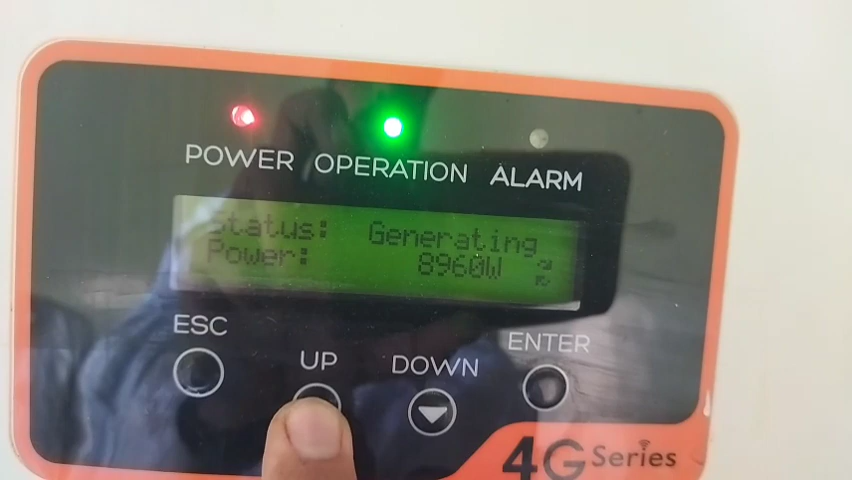 POWER OPERATION ALARM
Status: Generating
Power: 8960W
ESC UP DOWN ENTER
4G Series